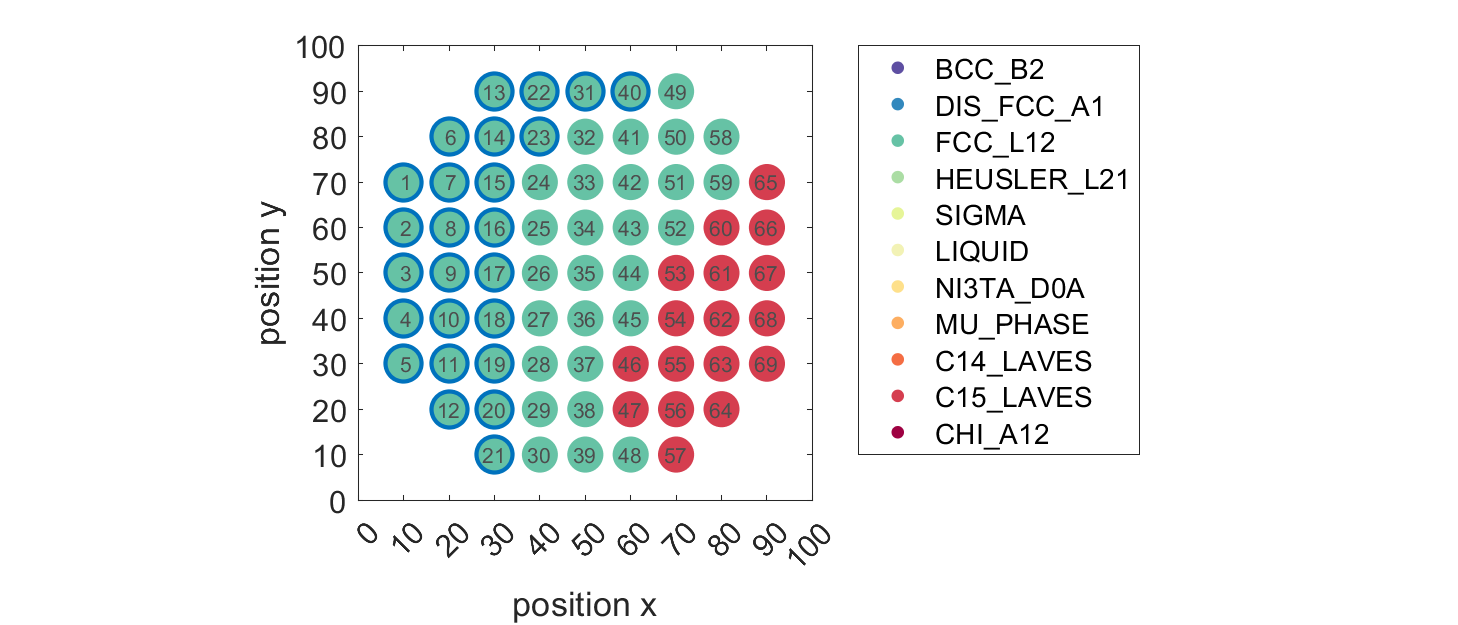 100
90
80
70
60
50
40
30
20
10
0
position y
13 22 31 40 49
6 14 23 32 41 50 58
1 7 15 24 33 42 51 59 65
2 8 16 25 34 43 52 60 66
3 9 17 26 35 44 53 61 67
4 10 18 27 36 45 54 62 68
5 11 19 28 37 46 55 63 69
12 20 29 38 47 56 64
21 30 39 48 57
0 10 20 30 40 50 60 70 80 90 100
position x
BCC_B2
DIS_FCC_A1
FCC_L12
HEUSLER_L21
SIGMA
LIQUID
NI3TA_D0A
MU_PHASE
C14_LAVES
C15_LAVES
CHI_A12